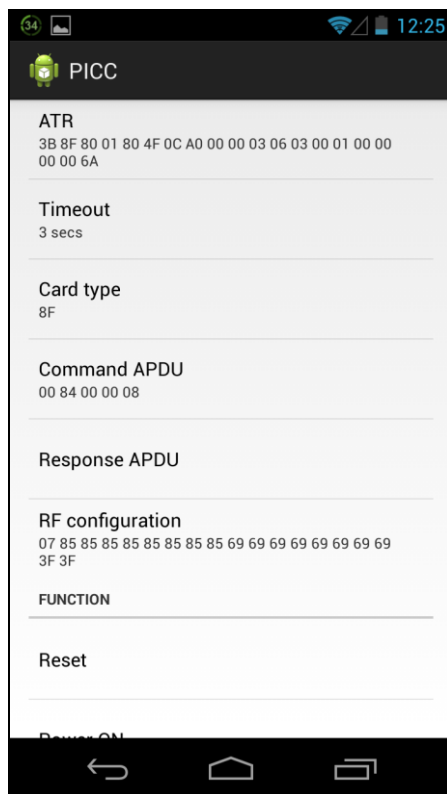 34
12:25
PICC
ATR
3B 8F 80 01 80 4F 0C A0 00 00 03 06 03 00 01 00 00
00 00 6A
Timeout
3 secs
Card type
8F
Command APDU
00 84 00 00 08
Response APDU
RF configuration
07 85 85 85 85 85 85 85 85 69 69 69 69 69 69 69 69
3F 3F
FUNCTION
Reset
Power ON